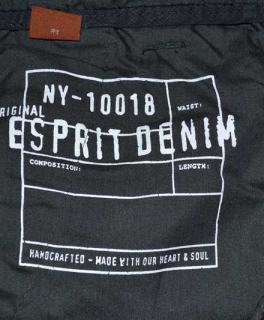 NY-10018
WAIST:
ORIGINAL
ESPRIT DENIM
COMPOSITION:
LENGTH:
HANDCRAFTED - MADE WITH OUR HEART & SOUL